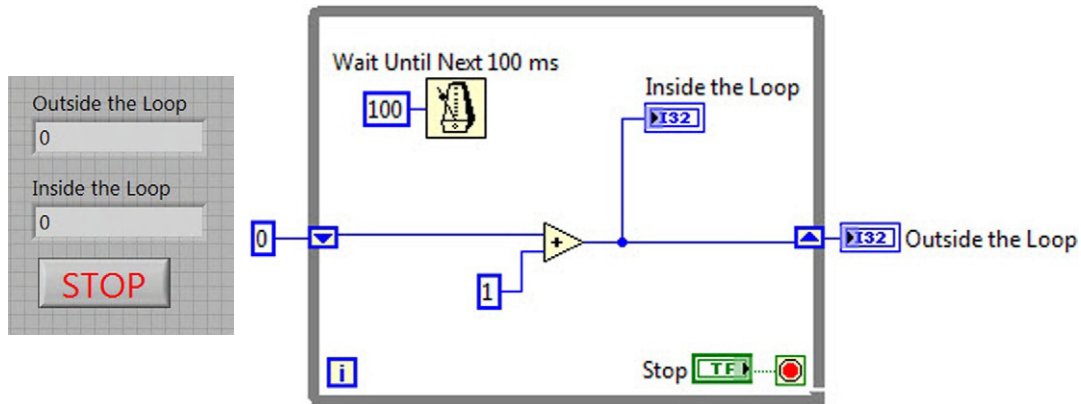 Outside the Loop
0
Inside the Loop
0
STOP
Wait Until Next 100 ms
100
Inside the Loop
I32
0
+
1
I32
Outside the Loop
i
Stop
TF